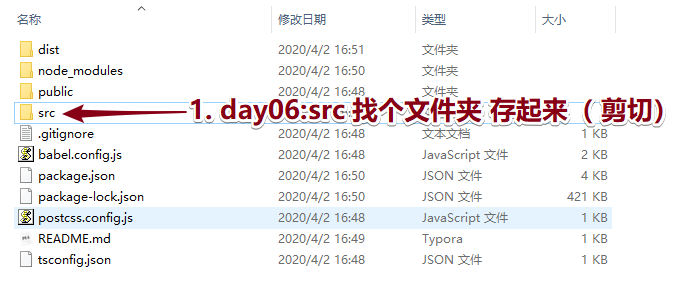 名称 修改日期 类型 大小
dist 2020/4/2 16:51 文件夹
node_modules 2020/4/2 16:50 文件夹
public 2020/4/2 16:48 文件夹
src 1. day06:src 找个文件夹 存起来（ 剪切）
.gitignore 2020/4/2 16:48 文本文档 1 KB
babel.config.js 2020/4/2 16:48 JavaScript 文件 2 KB
package.json 2020/4/2 16:50 JSON 文件 4 KB
package-lock.json 2020/4/2 16:50 JSON 文件 421 KB
postcss.config.js 2020/4/2 16:48 JavaScript 文件 1 KB
README.md 2020/4/2 16:49 Typora 1 KB
tsconfig.json 2020/4/2 16:48 JSON 文件 1 KB